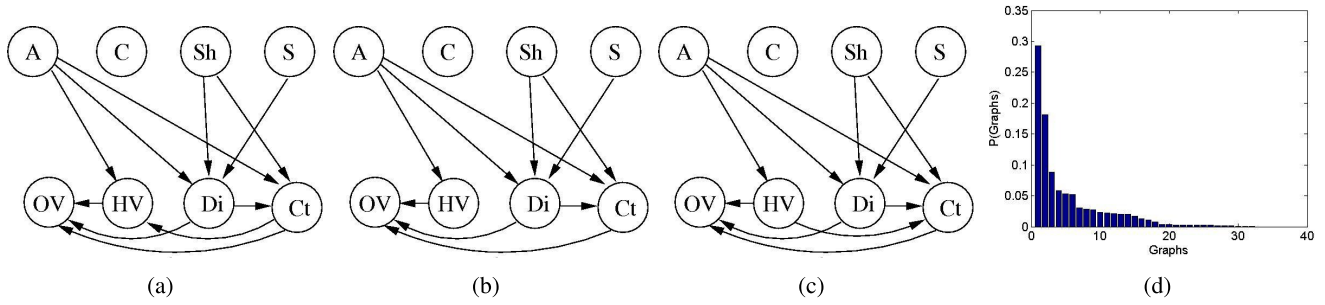 A C Sh S
OV HV Di Ct
(a)
A C Sh S
OV HV Di Ct
(b)
A C Sh S
OV HV Di Ct
(c)
P(Graphs)
0.35
0.3
0.25
0.2
0.15
0.1
0.05
0
0 10 20 30 40
Graphs
(d)